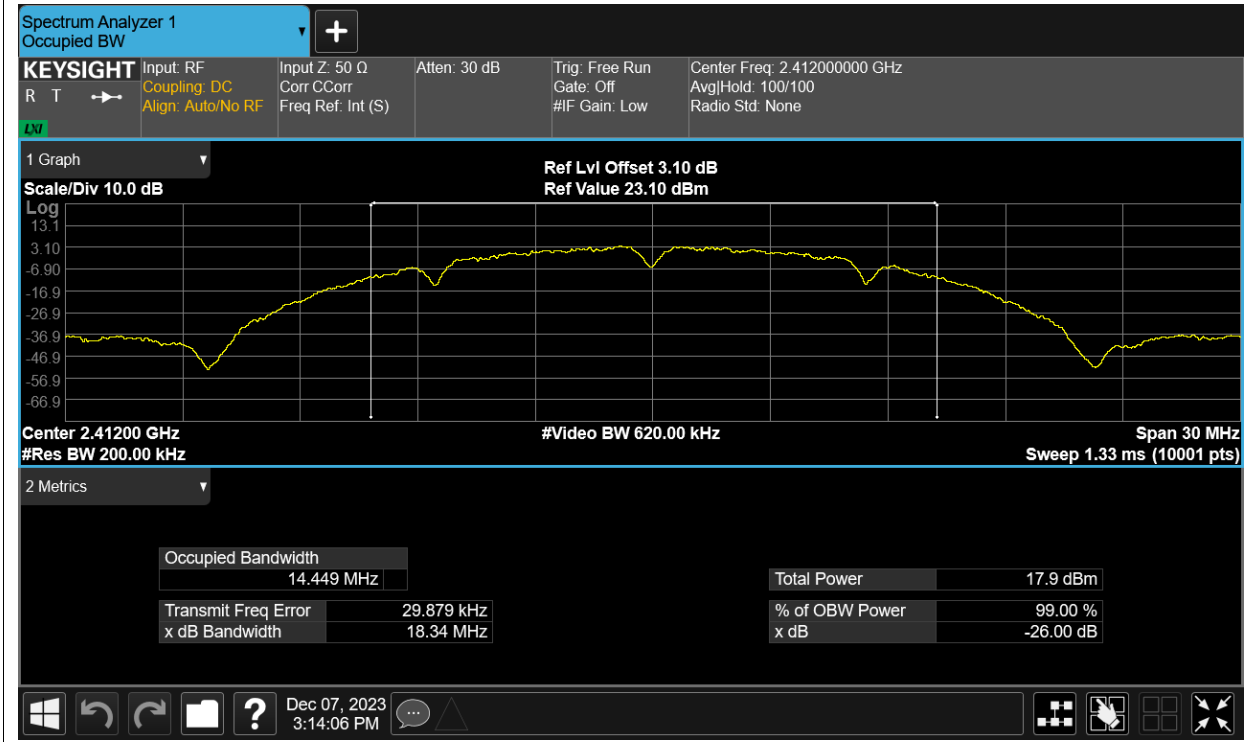 Spectrum Analyzer 1
Occupied BW
+
KEYSIGHT
R T
LXI
Input: RF
Coupling: DC
Align: Auto/No RF
Input Z: 50 Ω
Corr CCorr
Freq Ref: Int (S)
Atten: 30 dB
Trig: Free Run
Gate: Off
#IF Gain: Low
Center Freq: 2.412000000 GHz
Avg|Hold: 100/100
Radio Std: None
1 Graph
Scale/Div 10.0 dB
Ref Lvl Offset 3.10 dB
Ref Value 23.10 dBm
Log
13.1
3.10
-6.90
-16.9
-26.9
-36.9
-46.9
-56.9
-66.9
Center 2.41200 GHz
#Video BW 620.00 kHz
Span 30 MHz
#Res BW 200.00 kHz
Sweep 1.33 ms (10001 pts)
2 Metrics
Occupied Bandwidth
14.449 MHz
Total Power 17.9 dBm
Transmit Freq Error 29.879 kHz
% of OBW Power 99.00 %
x dB Bandwidth 18.34 MHz
x dB -26.00 dB
?
Dec 07, 2023
3:14:06 PM